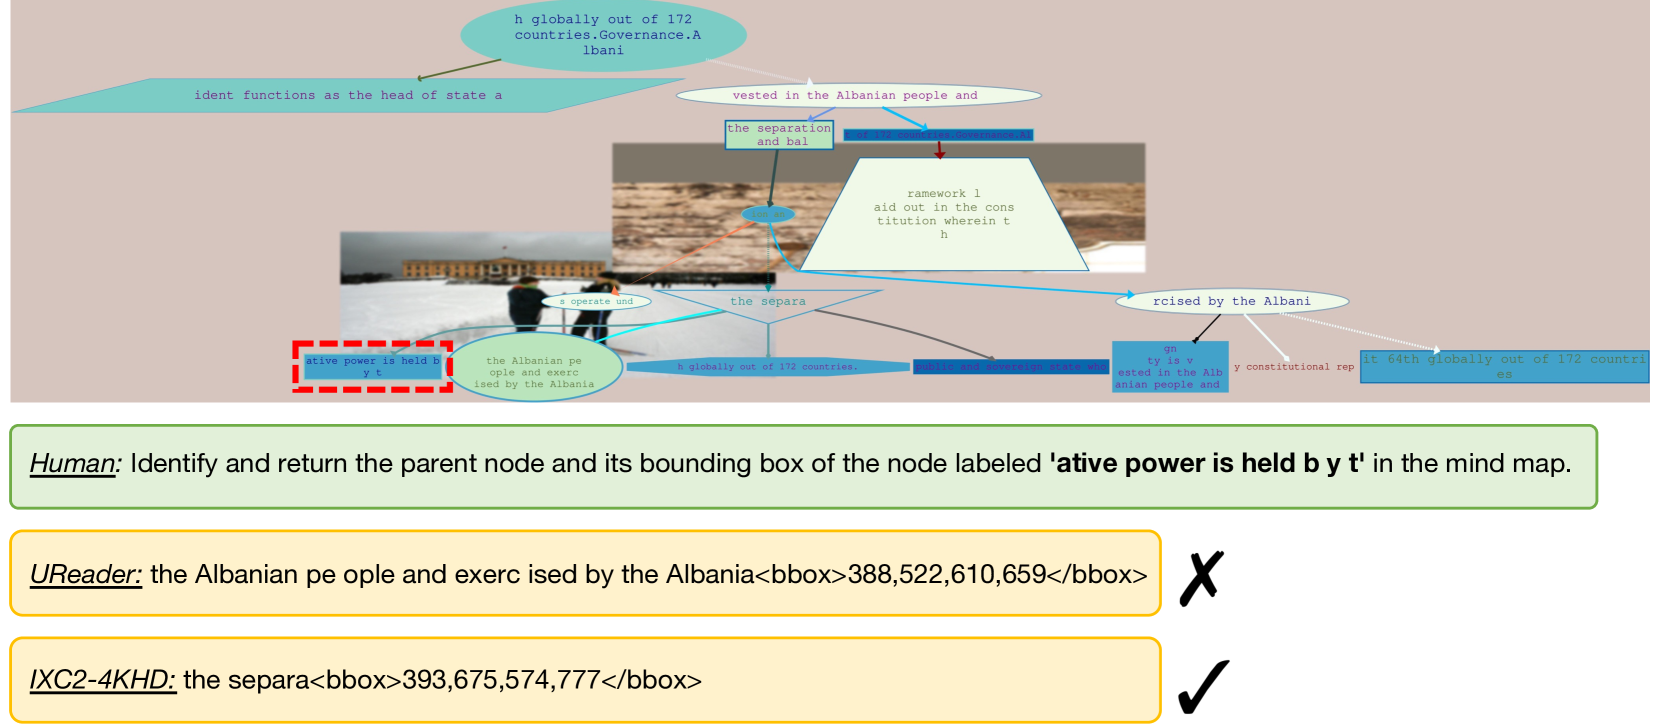 h globally out of 172
countries.Governance.A
lbani
ident functions as the head of state a
vested in the Albanian people and
the separation
and bal
t of 172 countries.Governance.Al
ramework l
aid out in the cons
titution wherein t
h
s operate und
the separa
rcised by the Albani
ative power is held b
y t
the Albanian pe
ople and exerc
ised by the Albania
h globally out of 172 countries.
public and sovereign state who
gn
ty is v
ested in the Alb
anian people and
y constitutional rep
it 64th globally out of 172 countri
es
Human: Identify and return the parent node and its bounding box of the node labeled 'ative power is held b y t' in the mind map.
UReader: the Albanian pe ople and exerc ised by the Albania<bbox>388,522,610,659</bbox>
✗
IXC2-4KHD: the separa<bbox>393,675,574,777</bbox>
✓